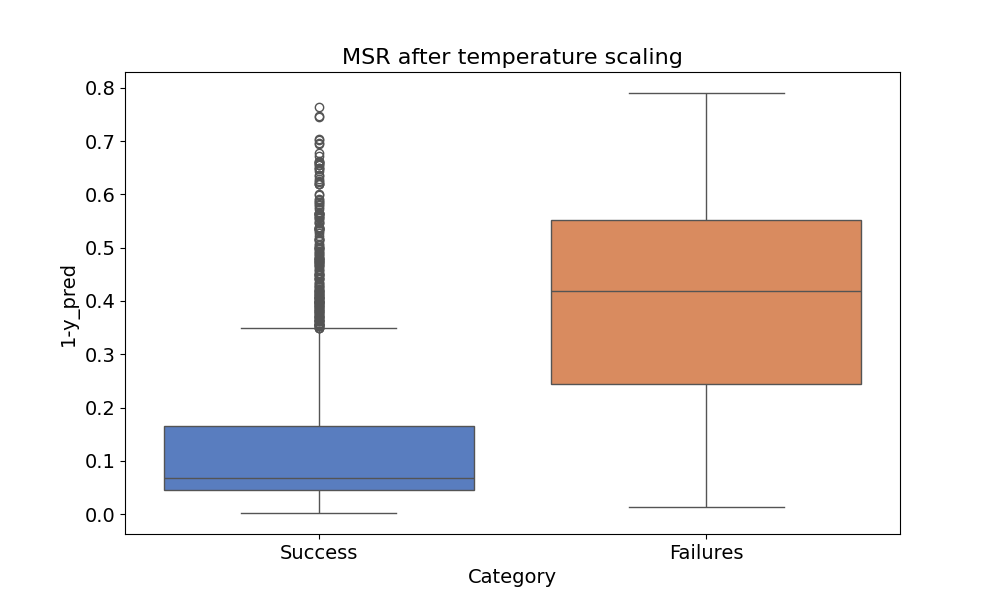 MSR after temperature scaling
1-y_pred
0.8
0.7
0.6
0.5
0.4
0.3
0.2
0.1
0.0
Success
Failures
Category